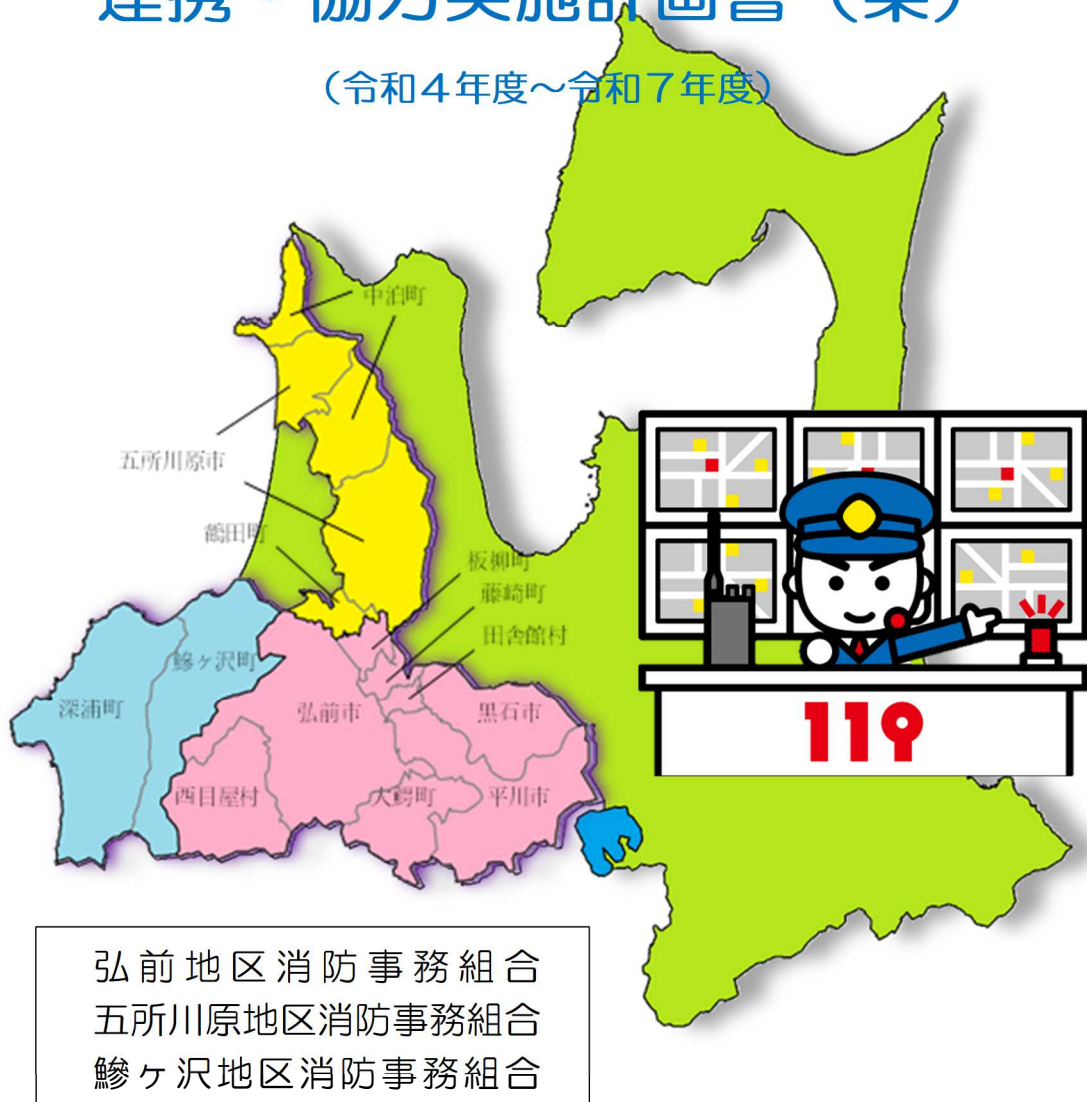 連携・協力実施計画書（案）
（令和４年度～令和７年度）
中泊町
五所川原市
鶴田町
板柳町
藤崎町
田舎館村
鰺ヶ沢町
深浦町
弘前市
黒石市
西目屋村
大鰐町
平川市
119
弘前地区消防事務組合
五所川原地区消防事務組合
鰺ヶ沢地区消防事務組合